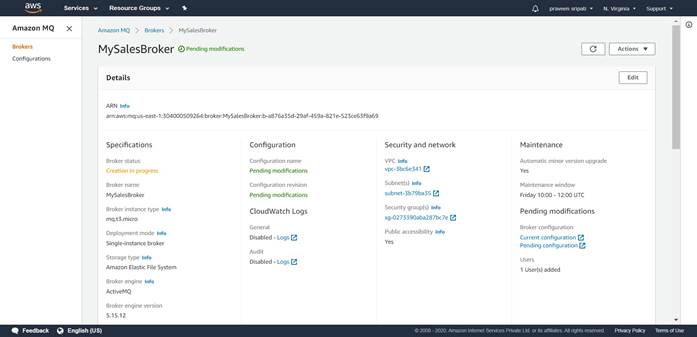 aws
Services
Resource Groups
praveen sripati
N. Virginia
Support
Amazon MQ
Brokers
Configurations
Amazon MQ > Brokers > MySalesBroker
MySalesBroker Pending modifications
Actions
Details
Edit
ARN Info
arn:aws:mq:us-east-1:304000509264:broker:MySalesBroker:b-a876a35d-29af-459a-821e-523ce63f9a69
Specifications
Broker status
Creation in progress
Broker name
MySalesBroker
Broker instance type Info
mq.t3.micro
Deployment mode Info
Single-instance broker
Storage type Info
Amazon Elastic File System
Broker engine Info
ActiveMQ
Broker engine version
5.15.12
Configuration
Configuration name
Pending modifications
Configuration revision
Pending modifications
CloudWatch Logs
General
Disabled - Logs
Audit
Disabled - Logs
Security and network
VPC Info
vpc-3bc6e341
Subnet(s) Info
subnet-3b79ba35
Security group(s) Info
sg-0273390aba287bc7e
Public accessibility Info
Yes
Maintenance
Automatic minor version upgrade
Yes
Maintenance window
Friday 10:00 - 12:00 UTC
Pending modifications
Broker configuration
Current configuration
Pending configuration
Users
1 User(s) added
Feedback
English (US)
© 2008 - 2020, Amazon Internet Services Private Ltd. or its affiliates. All rights reserved.
Privacy Policy
Terms of Use